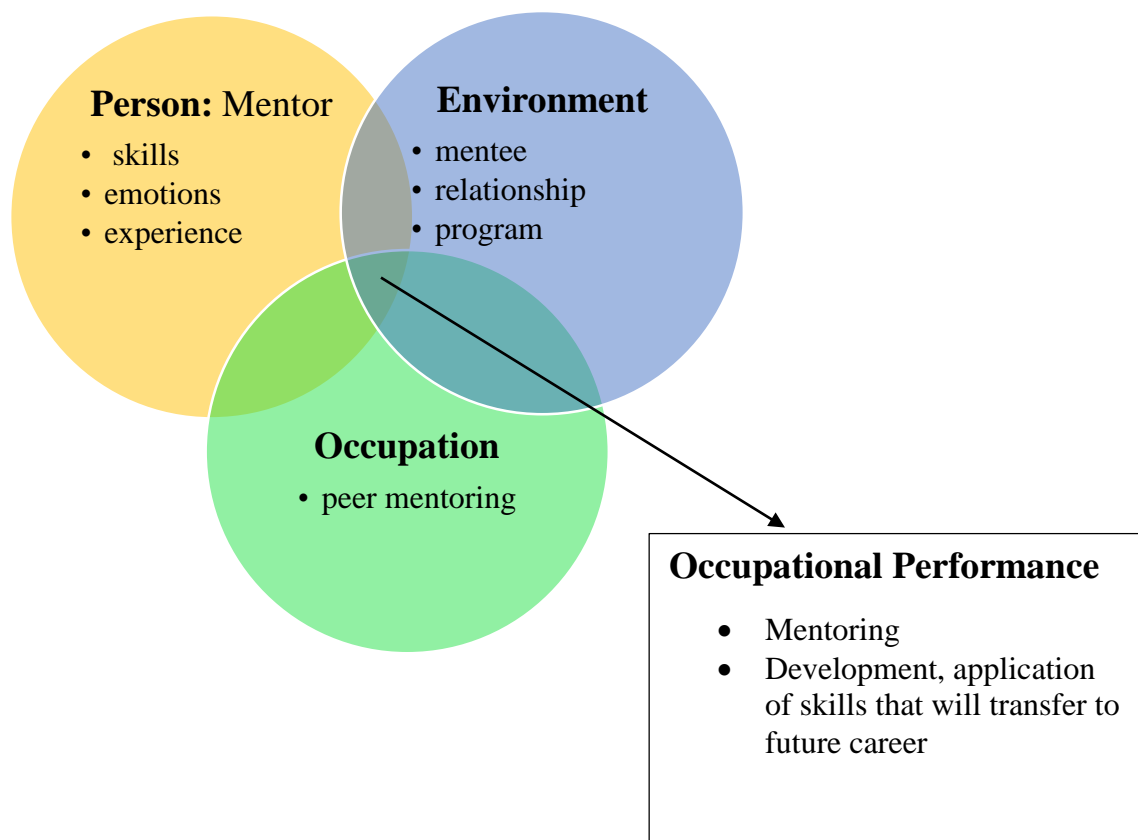 Person: Mentor
• skills
• emotions
• experience
Environment
• mentee
• relationship
• program
Occupation
• peer mentoring
Occupational Performance
• Mentoring
• Development, application
of skills that will transfer to
future career